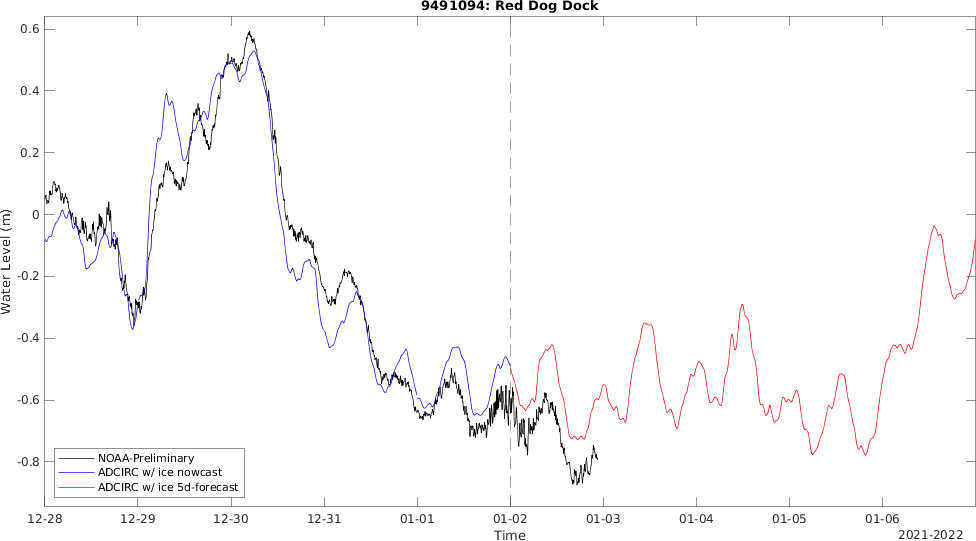 9491094: Red Dog Dock
0.6
0.4
0.2
0
-0.2
-0.4
-0.6
-0.8
Water Level (m)
NOAA-Preliminary
ADCIRC w/ ice nowcast
ADCIRC w/ ice 5d-forecast
12-28 12-29 12-30 12-31 01-01 01-02 01-03 01-04 01-05 01-06
Time
2021-2022